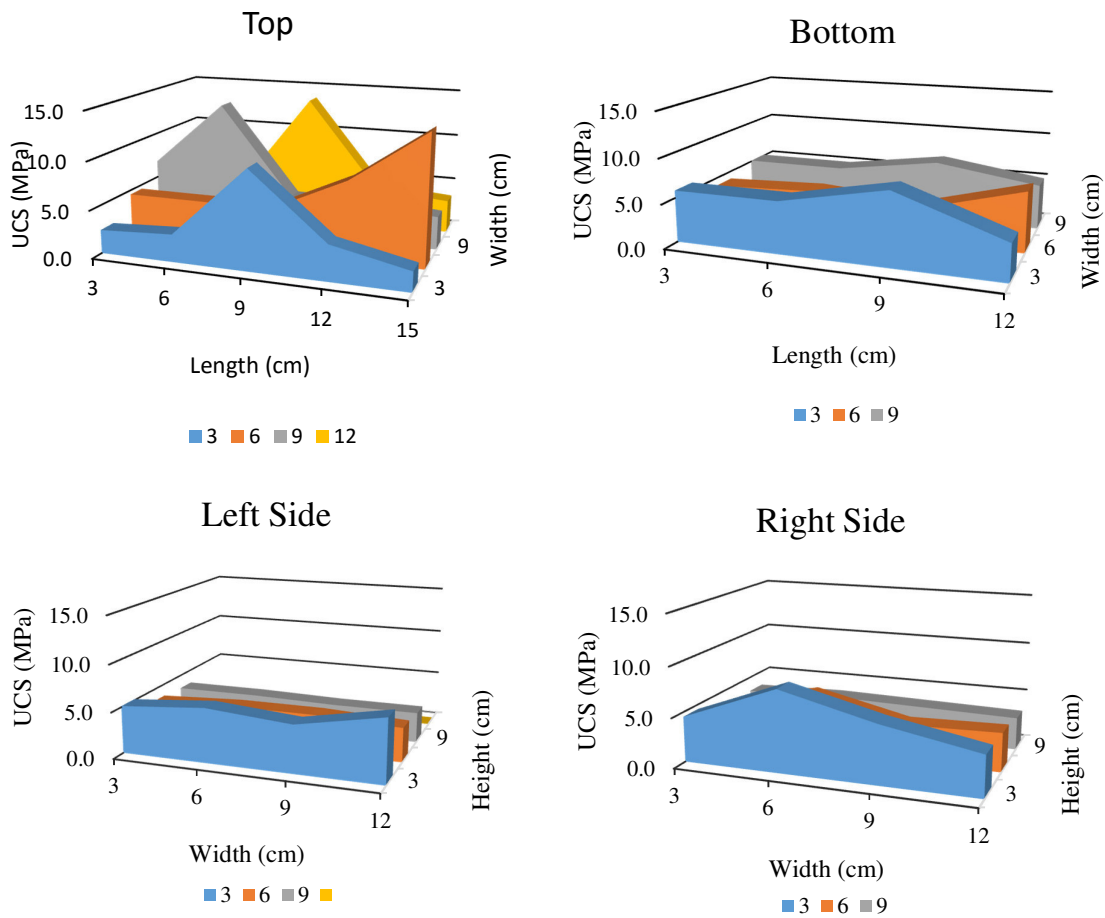 Top
15.0
10.0
5.0
0.0
UCS (MPa)
3
6
9
12
15
Length (cm)
3
9
Width (cm)
3 6 9 12
Bottom
15.0
10.0
5.0
0.0
UCS (MPa)
3
6
9
12
Length (cm)
3
6
9
Width (cm)
3 6 9
Left Side
15.0
10.0
5.0
0.0
UCS (MPa)
3
6
9
12
Width (cm)
3
9
Height (cm)
3 6 9
Right Side
15.0
10.0
5.0
0.0
UCS (MPa)
3
6
9
12
Width (cm)
3
9
Height (cm)
3 6 9